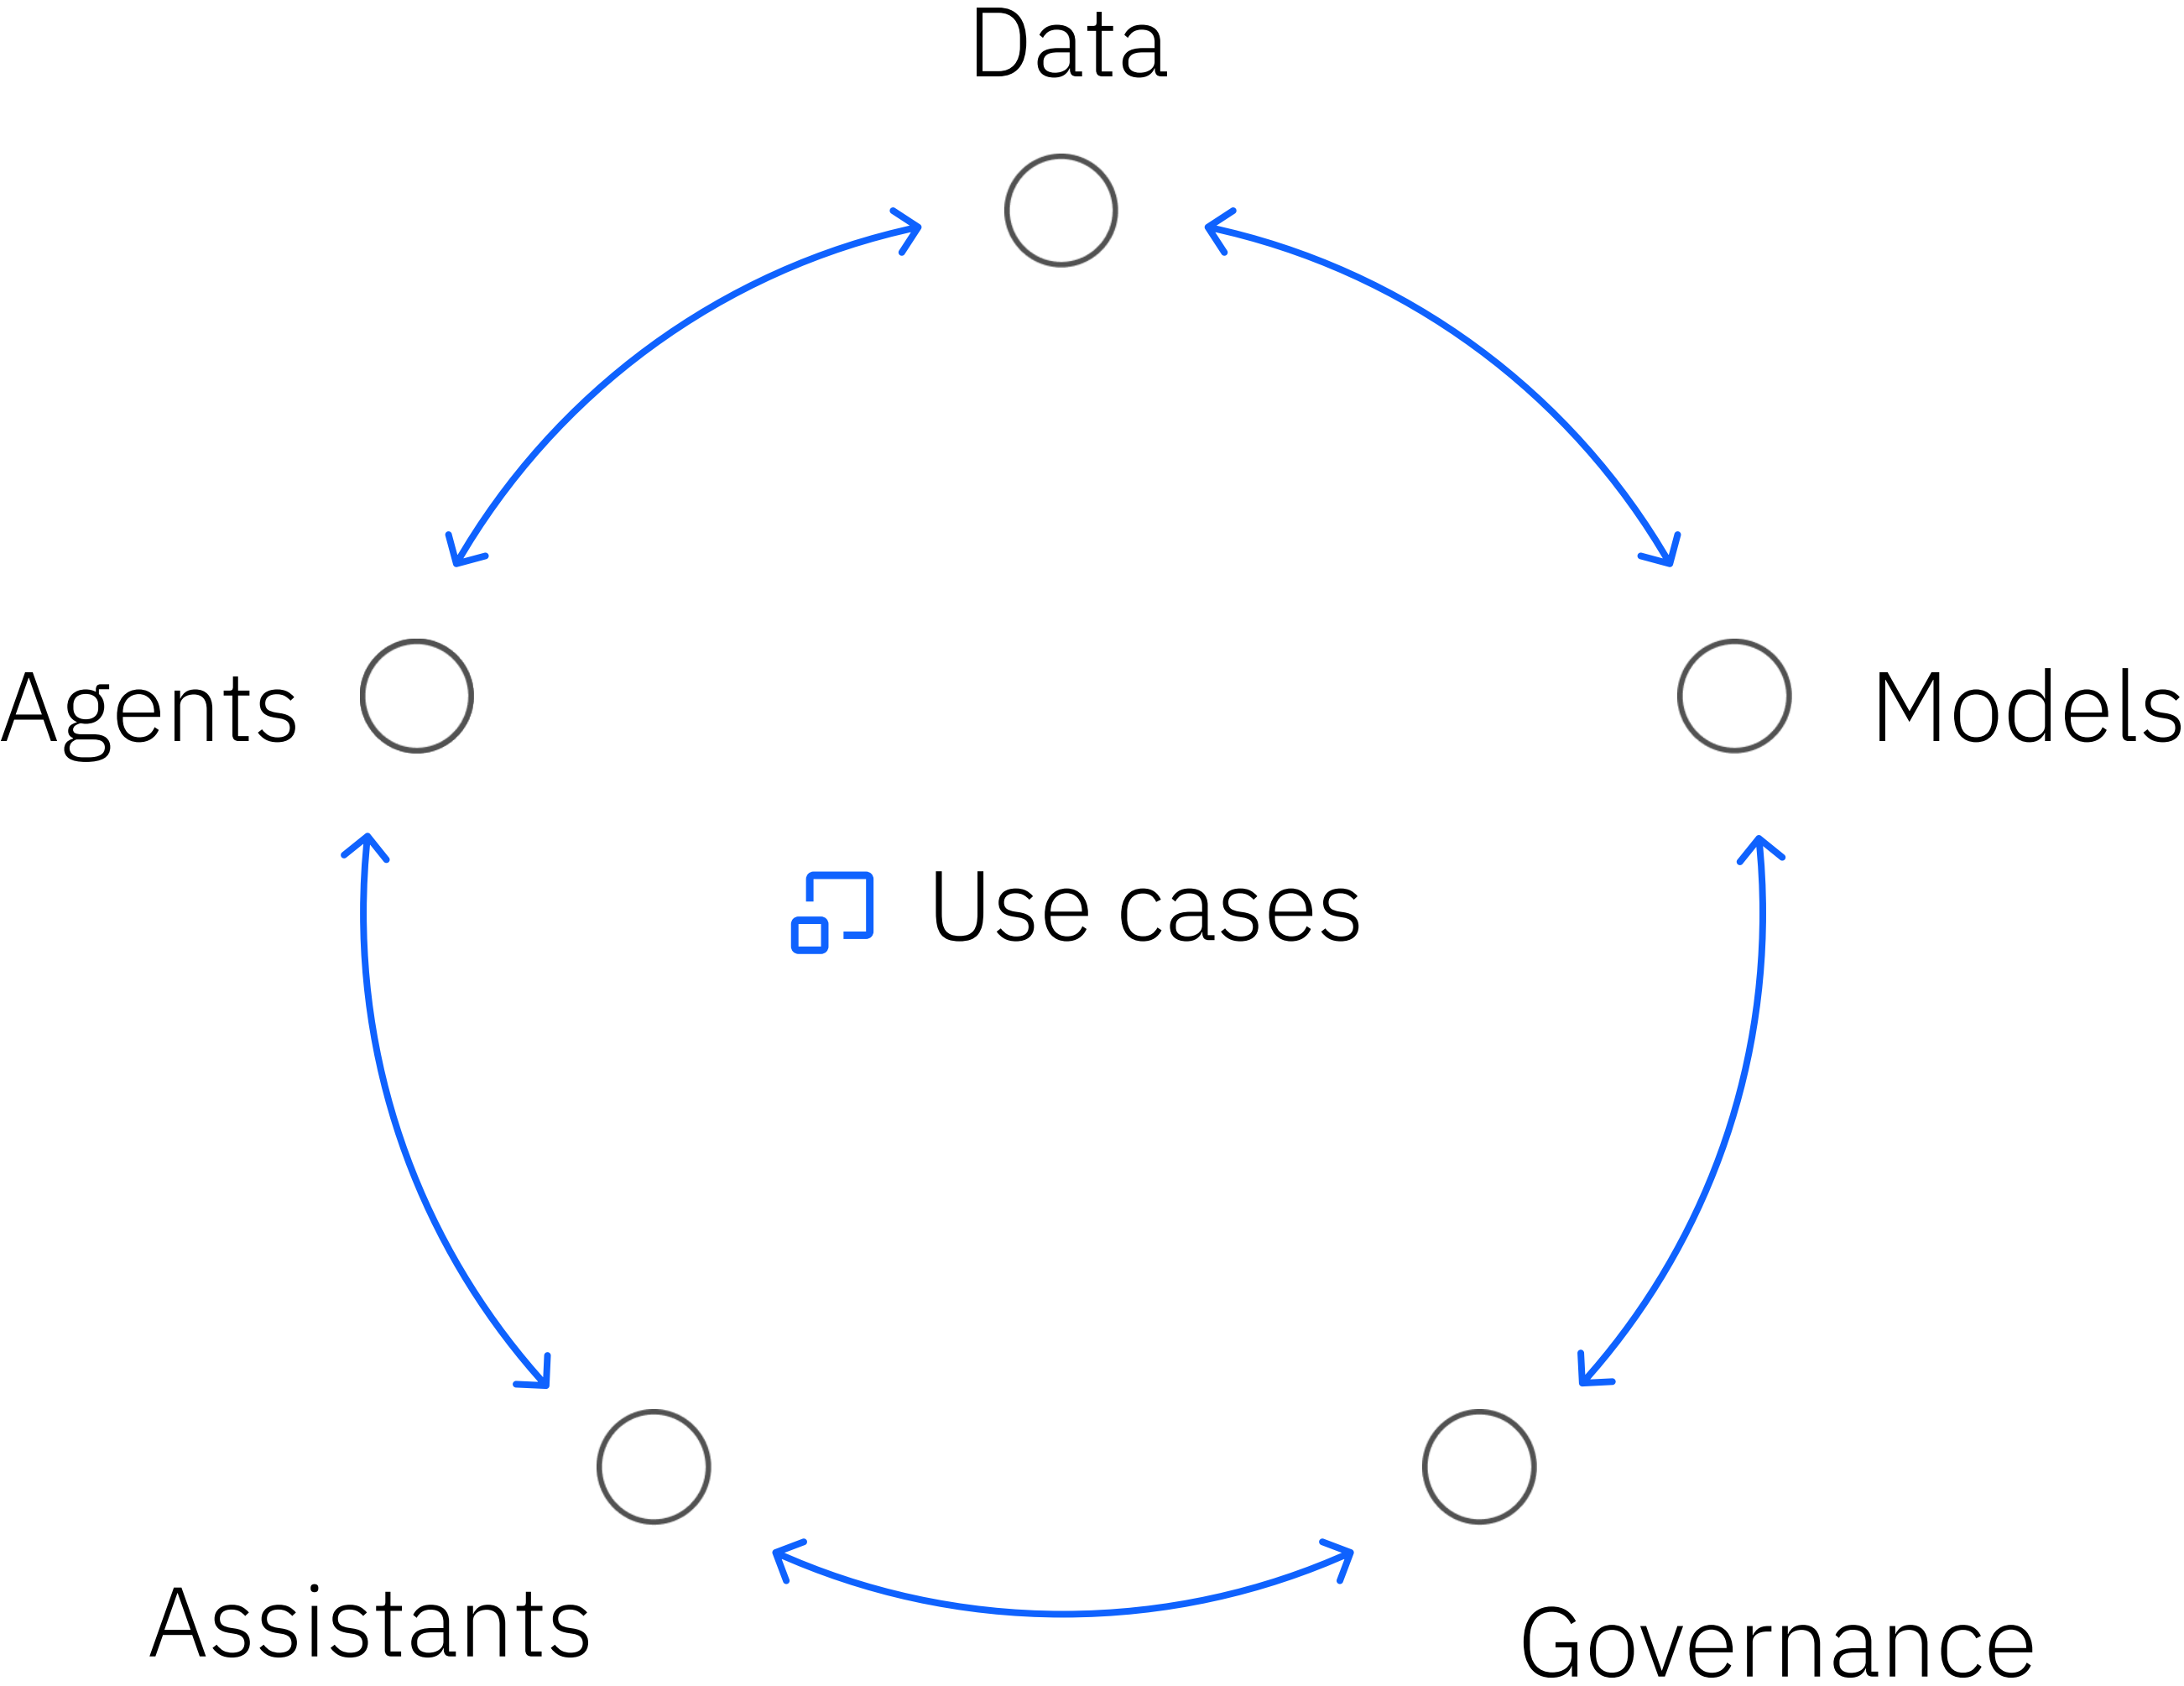 Data
Agents
Models
Use cases
Assistants
Governance